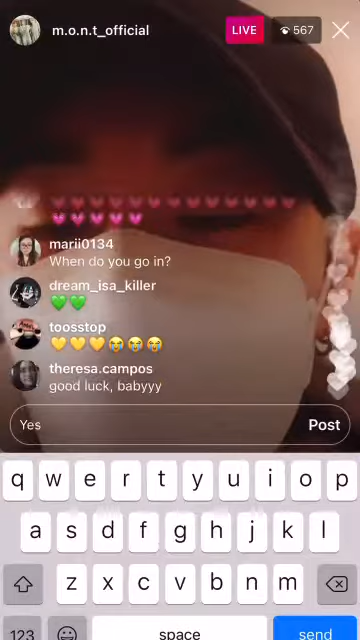 m.o.n.t_official
LIVE
567
💗💗💗💗💗💗💗💗💗💗💗💗💗
💗💗💗💗💗
marii0134
When do you go in?
dream_isa_killer
💚💚
toosstop
💛💛💛😭😭😭
theresa.campos
good luck, babyyy
Yes
Post
q w e r t y u i o p
a s d f g h j k l
z x c v b n m
123
space
send